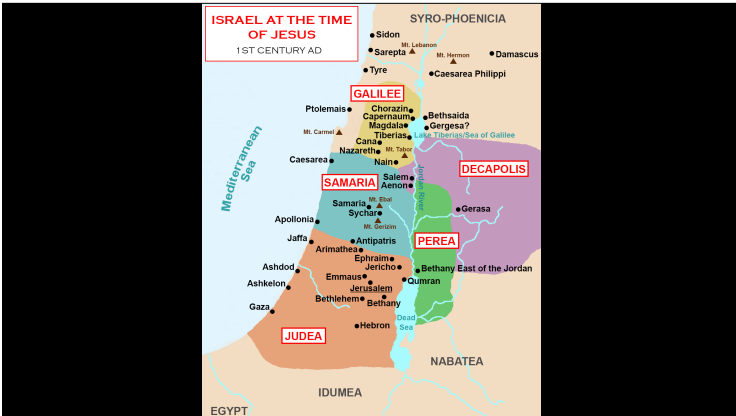 ISRAEL AT THE TIME
OF JESUS
1ST CENTURY AD
SYRO-PHOENICIA
Sidon
Mt. Lebanon
Sarepta
Mt. Hermon
Damascus
Tyre
Caesarea Philippi
GALILEE
Ptolemais
Chorazin
Capernaum
Bethsaida
Magdala
Gergesa?
Mt. Carmel
Tiberias
Lake Tiberias/Sea of Galilee
Cana
Nazareth
Mt. Tabor
Caesarea
Nain
Mediterranean
Sea
DECAPOLIS
Jordan River
SAMARIA
Salem
Aenon
Mt. Ebal
Samaria
Sychar
Gerasa
Apollonia
Mt. Gerizim
Jaffa
Antipatris
PEREA
Arimathea
Ephraim
Ashdod
Jericho
Bethany East of the Jordan
Emmaus
Qumran
Ashkelon
Jerusalem
Bethlehem
Bethany
Gaza
Dead
Sea
Hebron
JUDEA
NABATEA
IDUMEA
EGYPT